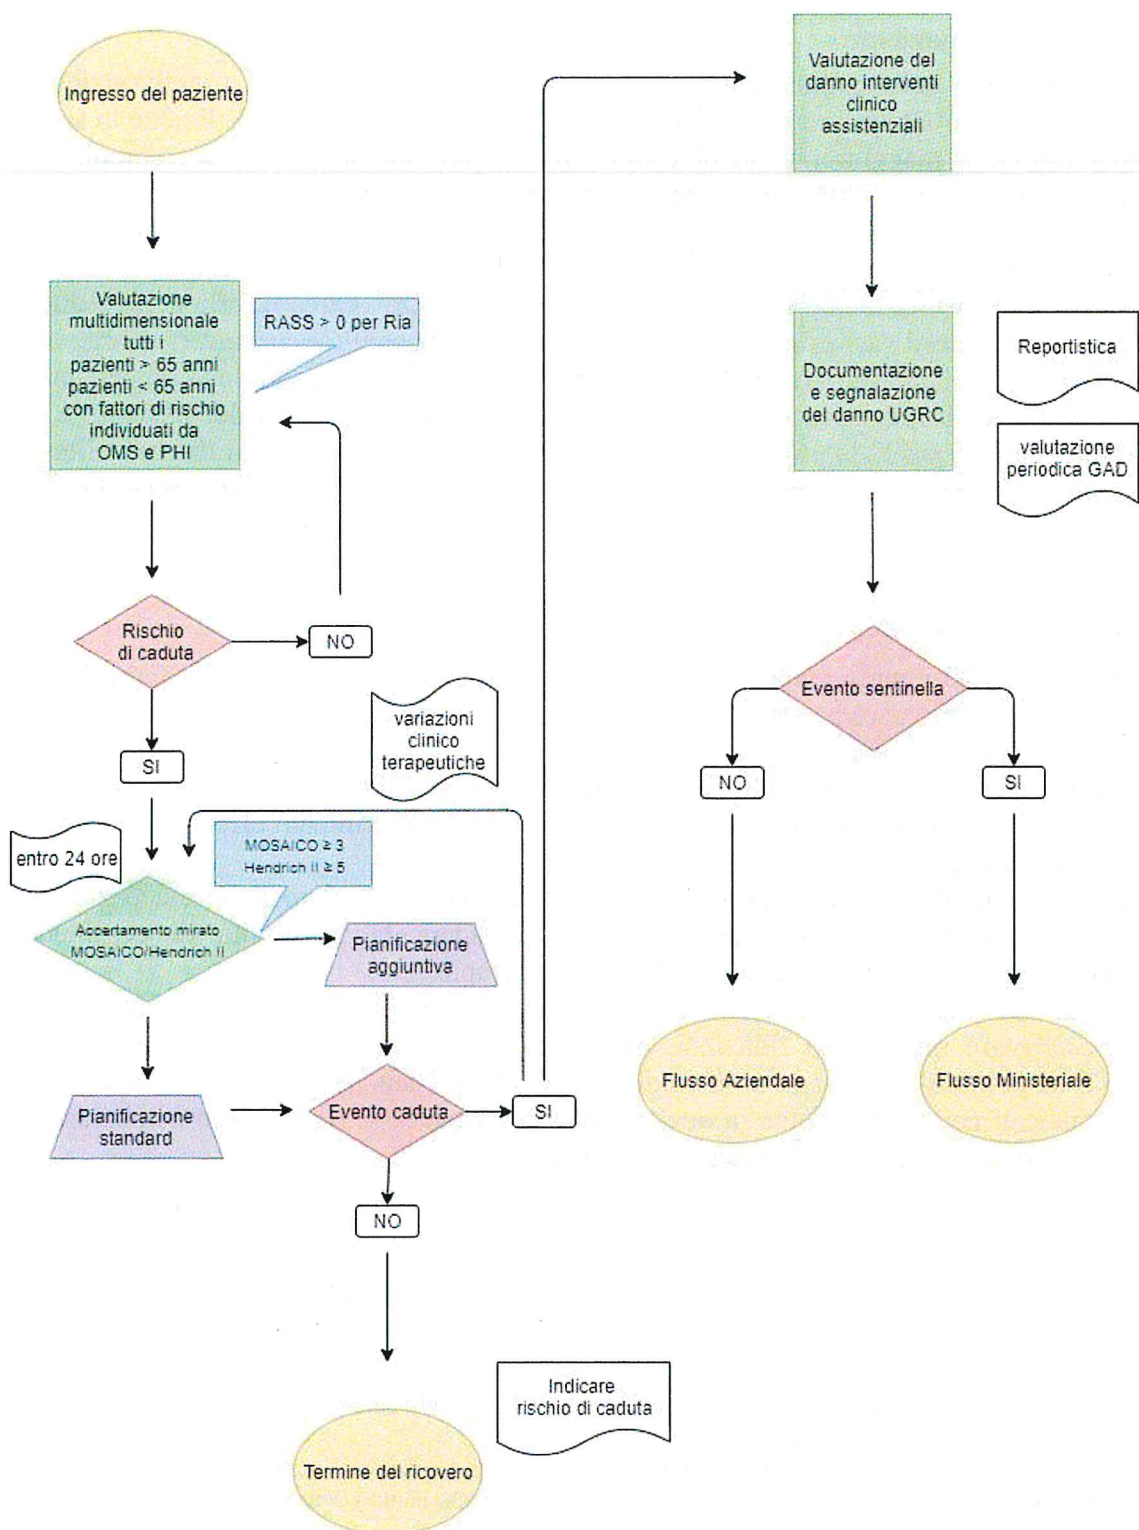 Ingresso del paziente
Valutazione
multidimensionale
tutti i
pazienti > 65 anni
pazienti < 65 anni
con fattori di rischio
individuati da
OMS e PHI
RASS > 0 per Ria
Rischio
di caduta
NO
SI
variazioni
clinico
terapeutiche
entro 24 ore
MOSAICO ≥ 3
Hendrich II ≥ 5
Accertamento mirato
MOSAICO/Hendrich II
Pianificazione
aggiuntiva
Pianificazione
standard
Evento caduta
SI
NO
Indicare
rischio di caduta
Termine del ricovero
Valutazione del
danno interventi
clinico
assistenziali
Documentazione
e segnalazione
del danno UGRC
Reportistica
valutazione
periodica GAD
Evento sentinella
NO
SI
Flusso Aziendale
Flusso Ministeriale